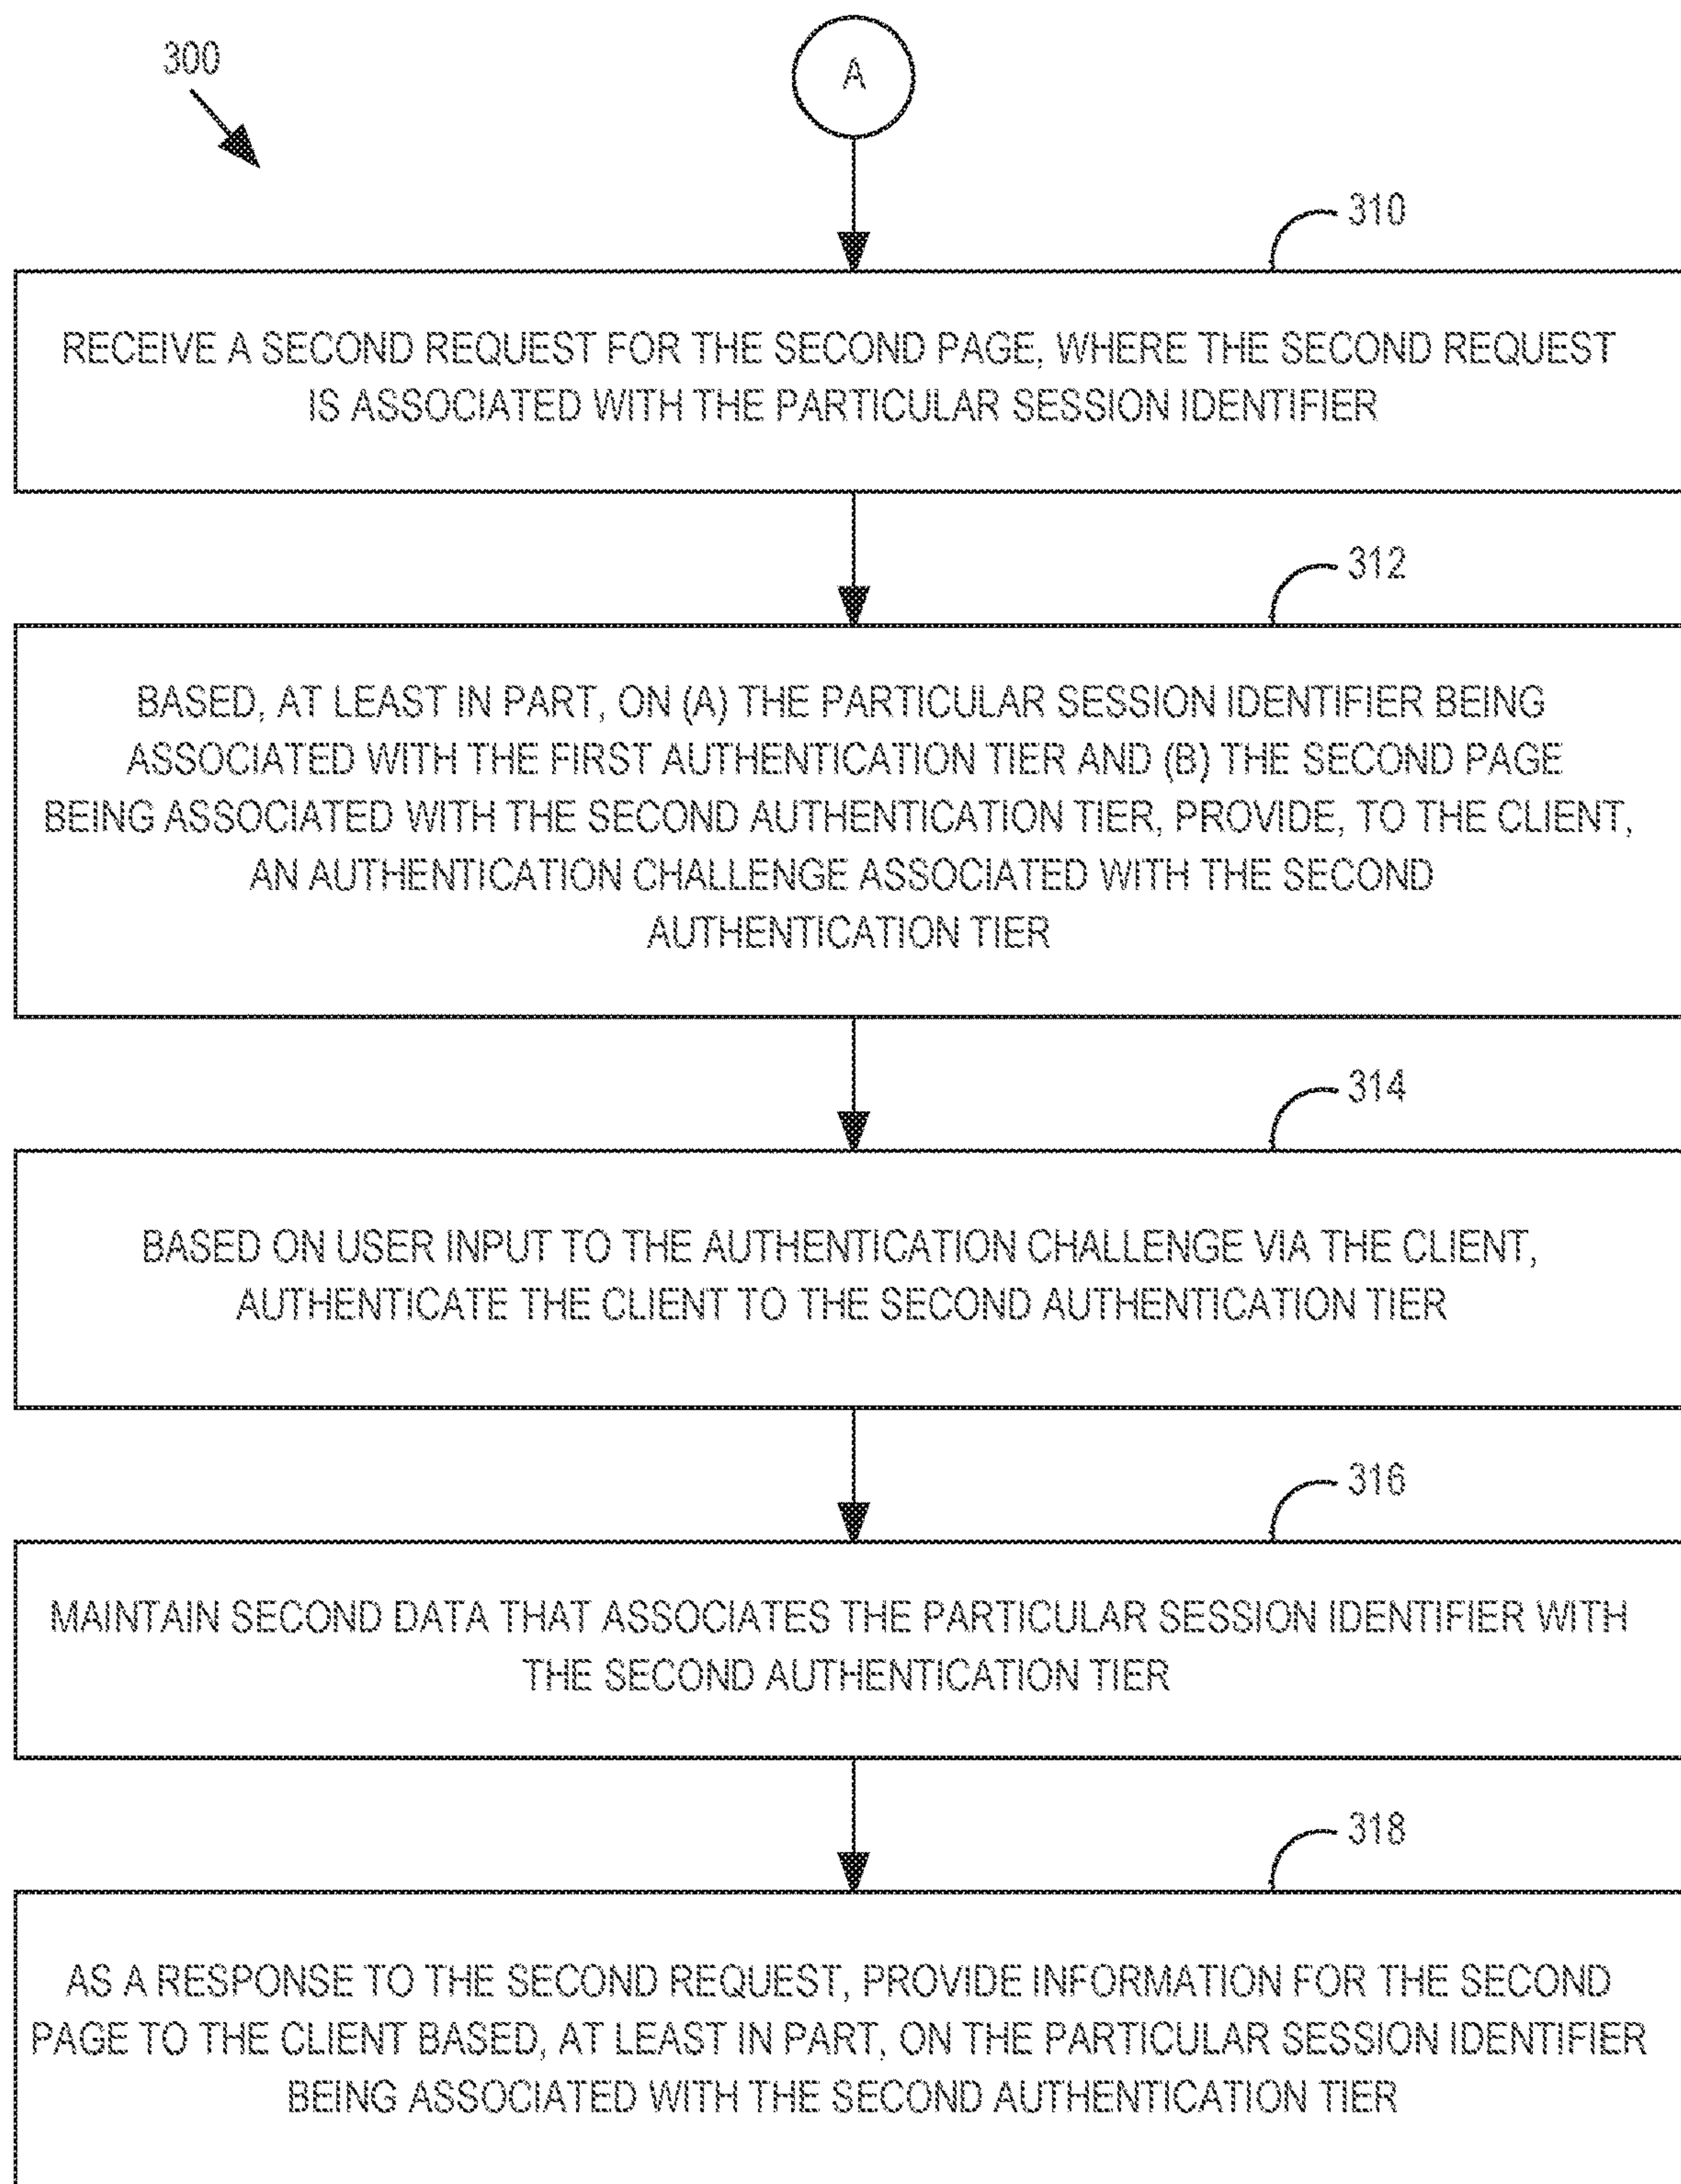 300
A
310
RECEIVE A SECOND REQUEST FOR THE SECOND PAGE, WHERE THE SECOND REQUEST
IS ASSOCIATED WITH THE PARTICULAR SESSION IDENTIFIER
312
BASED, AT LEAST IN PART, ON (A) THE PARTICULAR SESSION IDENTIFIER BEING
ASSOCIATED WITH THE FIRST AUTHENTICATION TIER AND (B) THE SECOND PAGE
BEING ASSOCIATED WITH THE SECOND AUTHENTICATION TIER, PROVIDE, TO THE CLIENT,
AN AUTHENTICATION CHALLENGE ASSOCIATED WITH THE SECOND
AUTHENTICATION TIER
314
BASED ON USER INPUT TO THE AUTHENTICATION CHALLENGE VIA THE CLIENT,
AUTHENTICATE THE CLIENT TO THE SECOND AUTHENTICATION TIER
316
MAINTAIN SECOND DATA THAT ASSOCIATES THE PARTICULAR SESSION IDENTIFIER WITH
THE SECOND AUTHENTICATION TIER
318
AS A RESPONSE TO THE SECOND REQUEST, PROVIDE INFORMATION FOR THE SECOND
PAGE TO THE CLIENT BASED, AT LEAST IN PART, ON THE PARTICULAR SESSION IDENTIFIER
BEING ASSOCIATED WITH THE SECOND AUTHENTICATION TIER